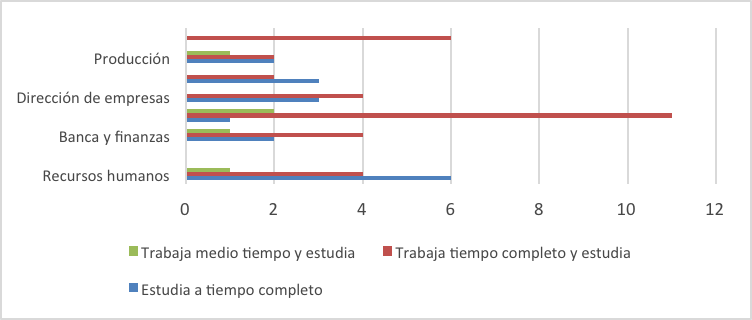 Producción
Dirección de empresas
Banca y finanzas
Recursos humanos
0 2 4 6 8 10 12
Trabaja medio tiempo y estudia Trabaja tiempo completo y estudia
Estudia a tiempo completo